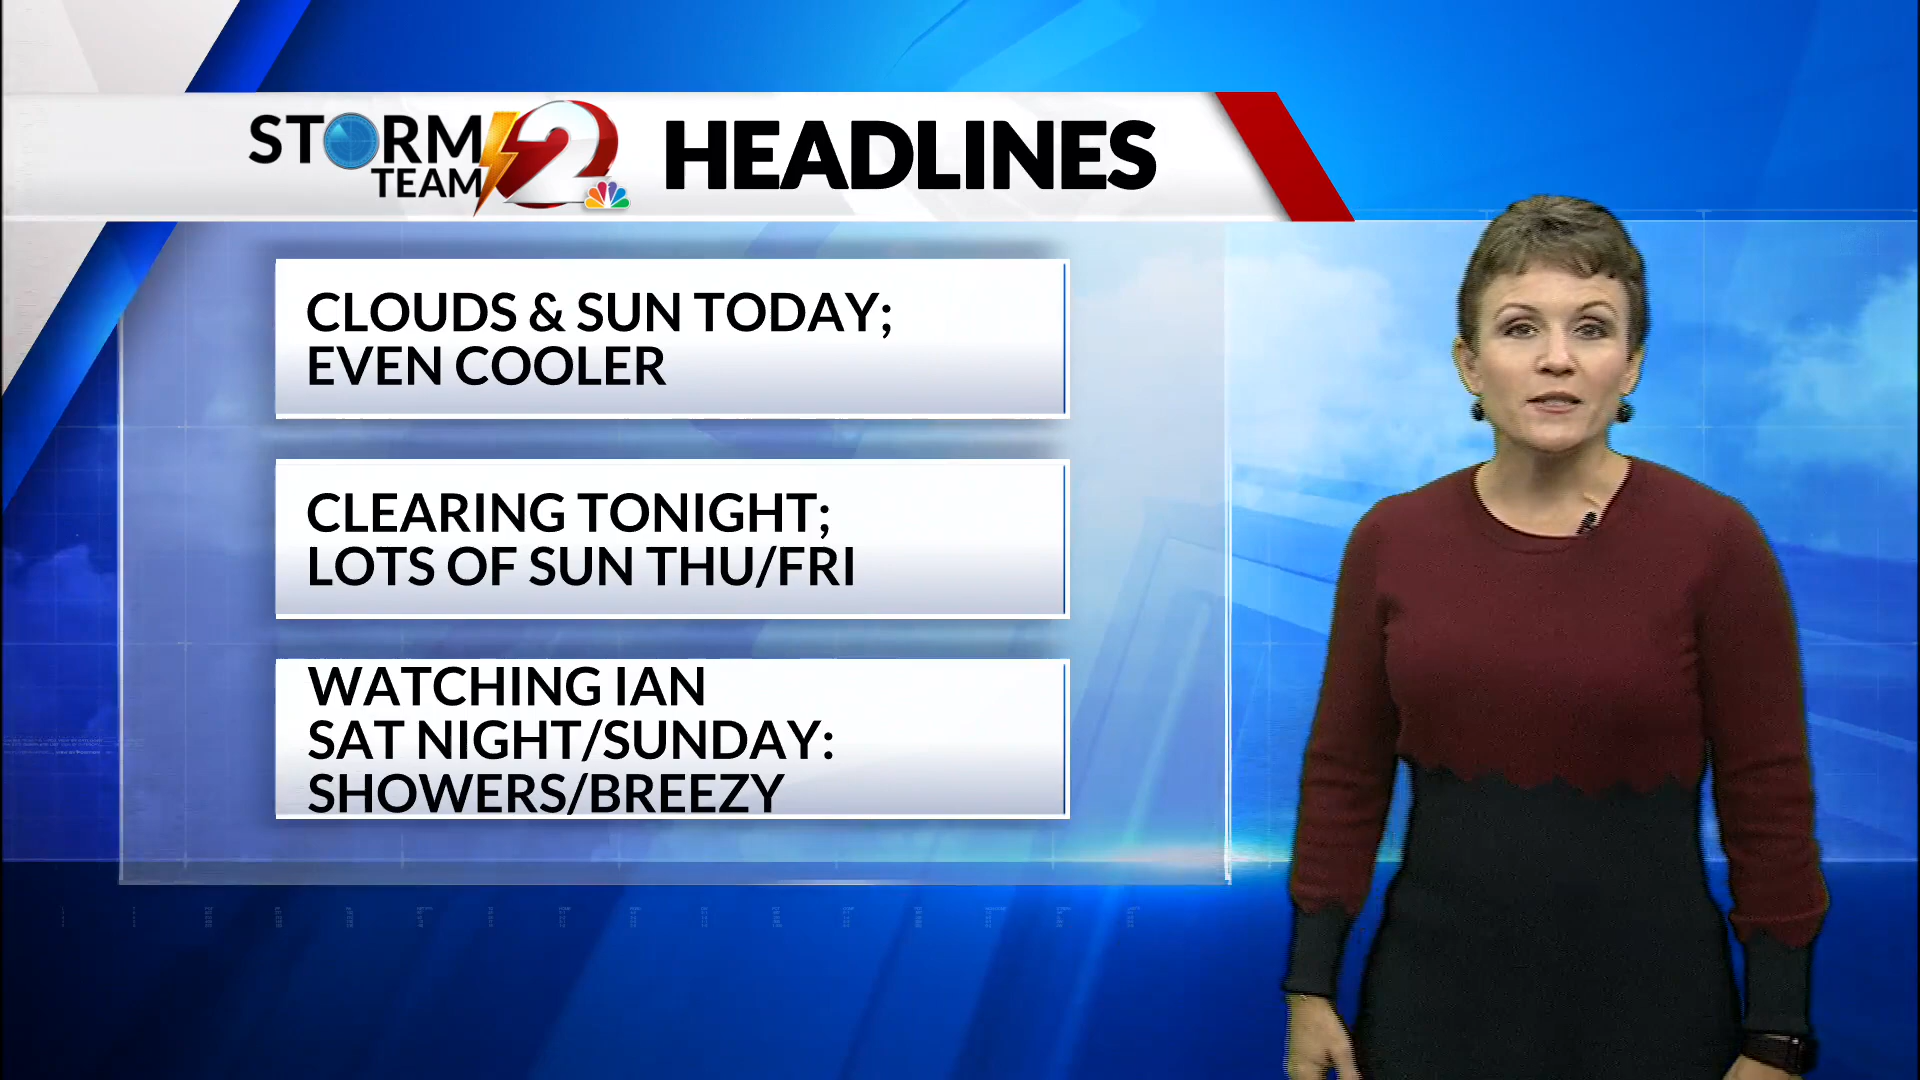 STORM TEAM 2 HEADLINES
CLOUDS & SUN TODAY;
EVEN COOLER
CLEARING TONIGHT;
LOTS OF SUN THU/FRI
WATCHING IAN
SAT NIGHT/SUNDAY:
SHOWERS/BREEZY